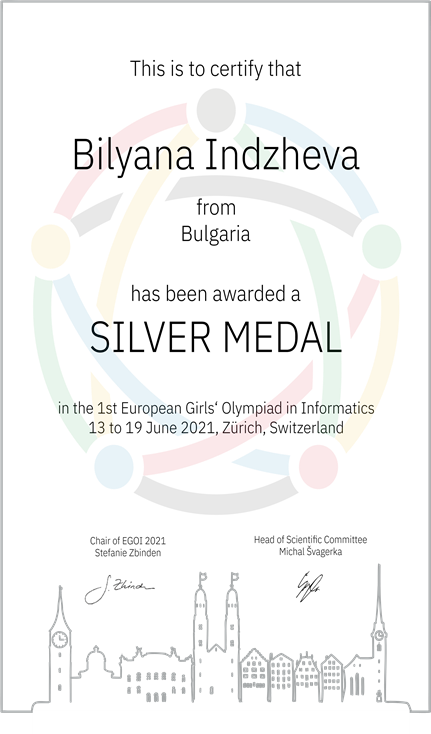 This is to certify that
Bilyana Indzheva
from
Bulgaria
has been awarded a
SILVER MEDAL
in the 1st European Girls‘ Olympiad in Informatics
13 to 19 June 2021, Zürich, Switzerland
Chair of EGOI 2021
Stefanie Zbinden
Head of Scientific Committee
Michal Švagerka
S. Zbinden